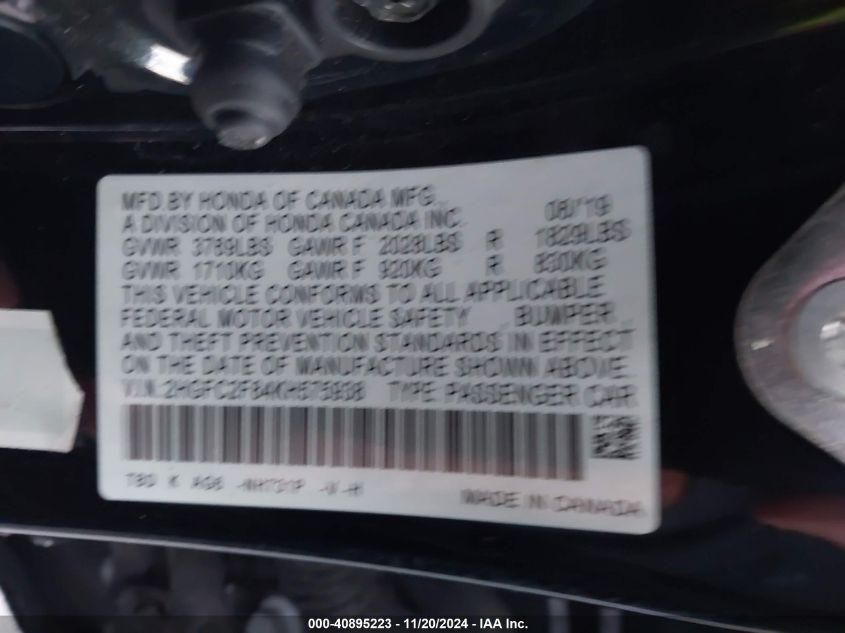 MFD. BY HONDA OF CANADA MFG., 08/19
A DIVISION OF HONDA CANADA INC.
GVWR 3769LBS GAWR F 2028LBS R 1829LBS
GVWR 1710KG GAWR F 920KG R 830KG
THIS VEHICLE CONFORMS TO ALL APPLICABLE
FEDERAL MOTOR VEHICLE SAFETY, BUMPER,
AND THEFT PREVENTION STANDARDS IN EFFECT
ON THE DATE OF MANUFACTURE SHOWN ABOVE.
V.I.N.:2HGFC2F84KH575938 TYPE: PASSENGER CAR
K AG6 -NH731P -V-H MADE IN CANADA
000-40895223 - 11/20/2024 - IAA Inc.